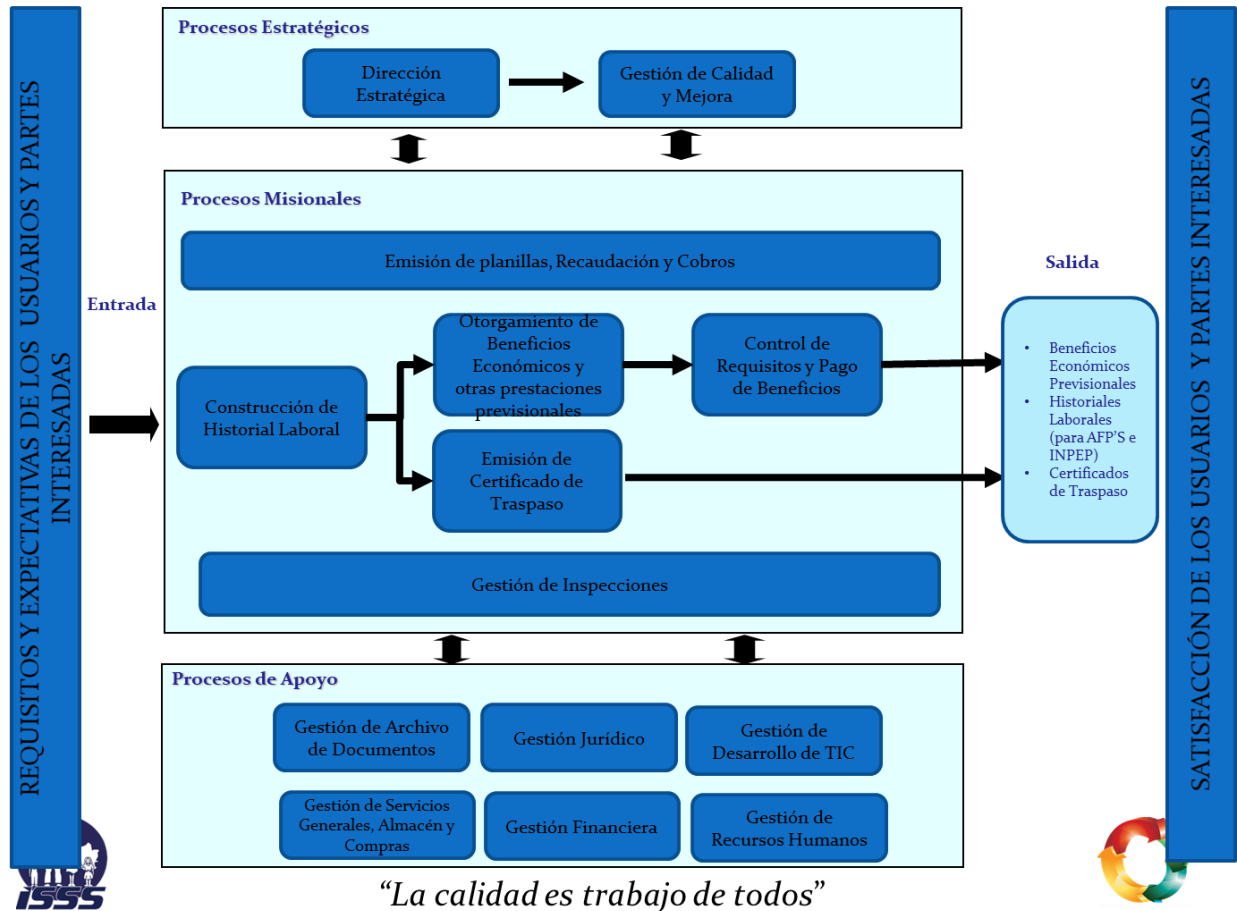 REQUISITOS Y EXPECTATIVAS DE LOS USUARIOS Y PARTES
INTERESADAS
Procesos Estratégicos
Dirección
Estratégica
Gestión de Calidad
y Mejora
Procesos Misionales
Emisión de planillas, Recaudación y Cobros
Entrada
Construcción de
Historial Laboral
Otorgamiento de
Beneficios
Económicos y
otras prestaciones
previsionales
Control de
Requisitos y Pago
de Beneficios
Emisión de
Certificado de
Traspaso
Gestión de Inspecciones
Salida
• Beneficios
Económicos
Previsionales
• Historiales
Laborales
(para AFP'S e
INPEP)
• Certificados
de Traspaso
Procesos de Apoyo
Gestión de Archivo
de Documentos
Gestión Jurídico
Gestión de
Desarrollo de TIC
Gestión de Servicios
Generales, Almacén y
Compras
Gestión Financiera
Gestión de
Recursos Humanos
SATISFACCIÓN DE LOS USUARIOS Y PARTES INTERESADAS
ISSS
“La calidad es trabajo de todos”